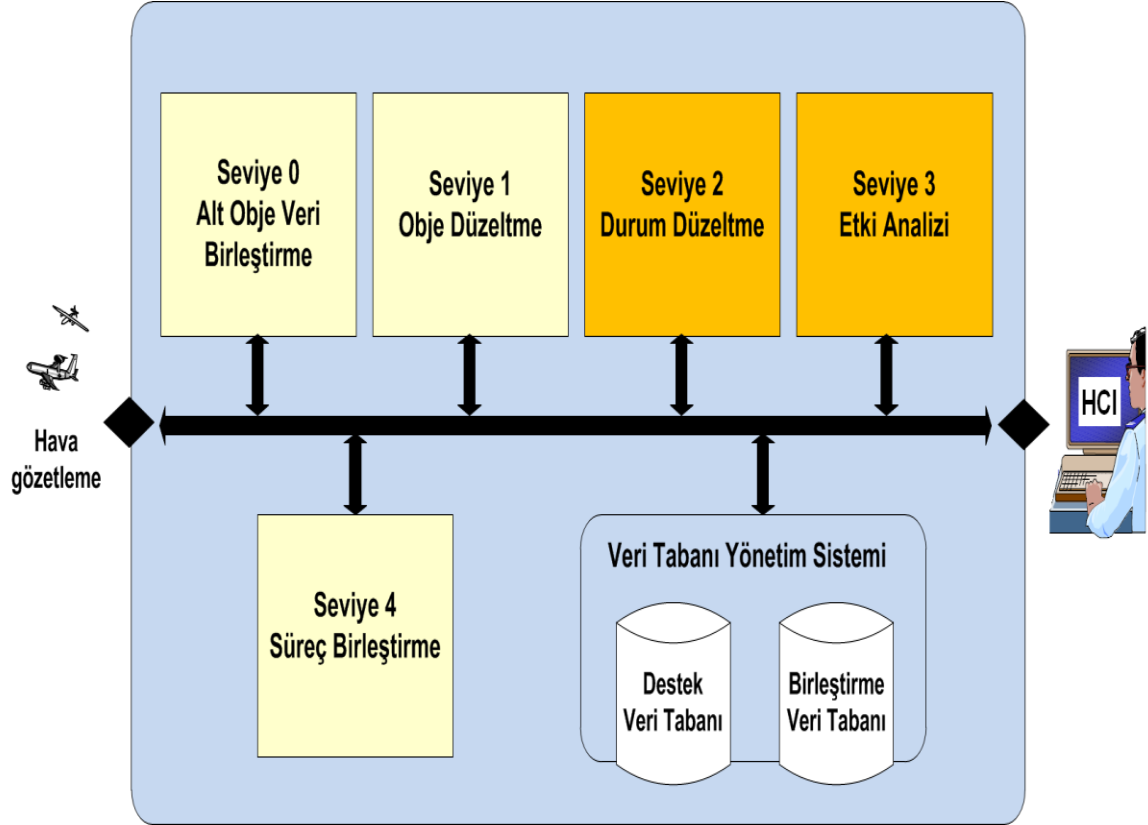 Seviye 0
Alt Obje Veri
Birleştirme
Seviye 1
Obje Düzeltme
Seviye 2
Durum Düzeltme
Seviye 3
Etki Analizi
Hava
gözetleme
HCI
Seviye 4
Süreç Birleştirme
Veri Tabanı Yönetim Sistemi
Destek
Veri Tabanı
Birleştirme
Veri Tabanı